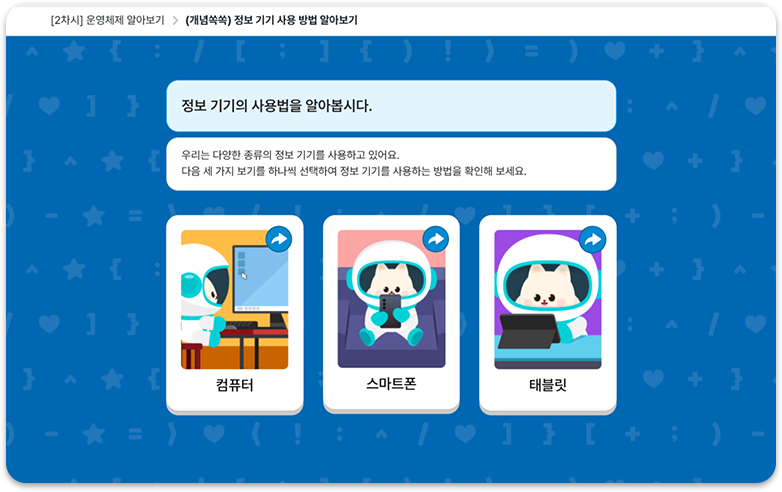 [2차시] 운영체제 알아보기 > (개념쏙쏙) 정보 기기 사용 방법 알아보기
정보 기기의 사용법을 알아봅시다.
우리는 다양한 종류의 정보 기기를 사용하고 있어요.
다음 세 가지 보기를 하나씩 선택하여 정보 기기를 사용하는 방법을 확인해 보세요.
컴퓨터
스마트폰
태블릿